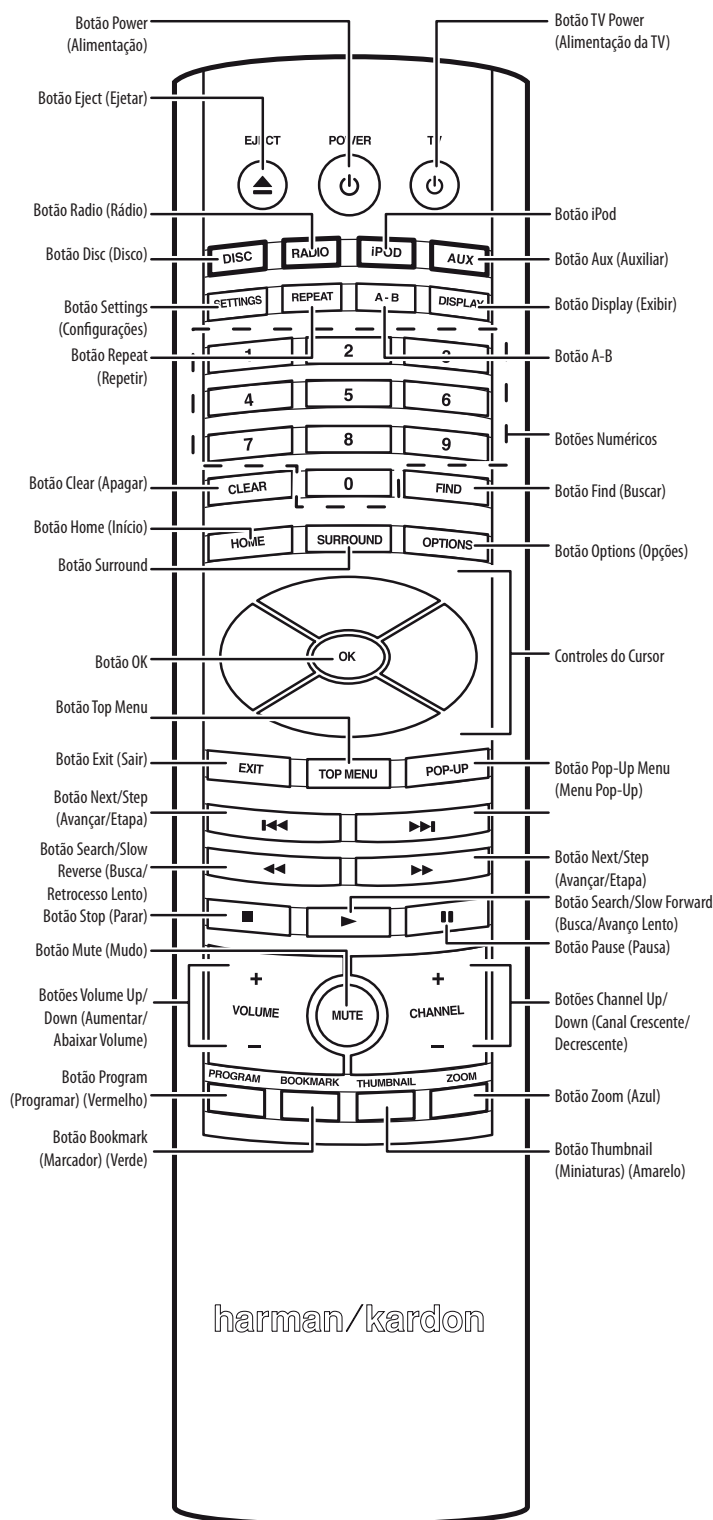 Botão Power
(Alimentação)
Botão TV Power
(Alimentação da TV)
Botão Eject (Ejetar)
EJECT
POWER
TV
Botão Radio (Rádio)
Botão iPod
Botão Disc (Disco)
DISC
RADIO
iPOD
AUX
Botão Aux (Auxiliar)
Botão Settings
(Configurações)
SETTINGS
REPEAT
A - B
DISPLAY
Botão Display (Exibir)
Botão Repeat
(Repetir)
1
2
3
Botão A-B
4
5
6
7
8
9
Botões Numéricos
Botão Clear (Apagar)
CLEAR
0
FIND
Botão Find (Buscar)
Botão Home (Início)
HOME
SURROUND
OPTIONS
Botão Options (Opções)
Botão Surround
Botão OK
OK
Controles do Cursor
Botão Top Menu
Botão Exit (Sair)
EXIT
TOP MENU
POP-UP
Botão Pop-Up Menu
(Menu Pop-Up)
Botão Next/Step
(Avançar/Etapa)
Botão Search/Slow
Reverse (Busca/
Retrocesso Lento)
Botão Next/Step
(Avançar/Etapa)
Botão Stop (Parar)
Botão Search/Slow Forward
(Busca/Avanço Lento)
Botão Pause (Pausa)
Botão Mute (Mudo)
Botões Volume Up/
Down (Aumentar/
Abaixar Volume)
+
VOLUME
−
MUTE
+
CHANNEL
−
Botões Channel Up/
Down (Canal Crescente/
Decrescente)
Botão Program
(Programar) (Vermelho)
PROGRAM
BOOKMARK
THUMBNAIL
ZOOM
Botão Zoom (Azul)
Botão Bookmark
(Marcador) (Verde)
Botão Thumbnail
(Miniaturas) (Amarelo)
harman/kardon